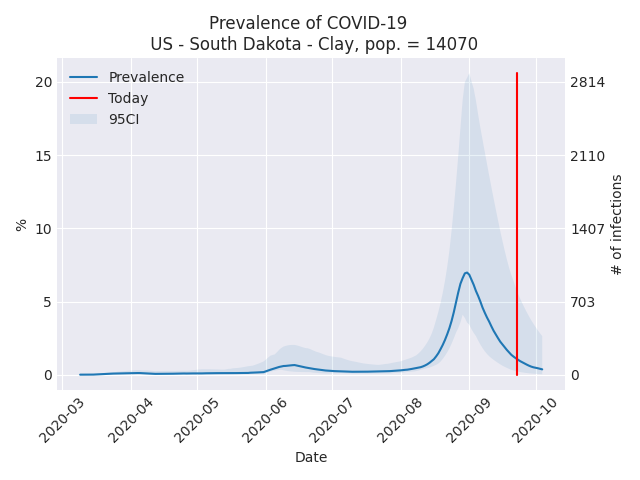 Prevalence of COVID-19
US - South Dakota - Clay, pop. = 14070
Prevalence
Today
95CI
20
15
10
5
0
%
2814
2110
1407
703
0
# of infections
2020-03
2020-04
2020-05
2020-06
2020-07
2020-08
2020-09
2020-10
Date